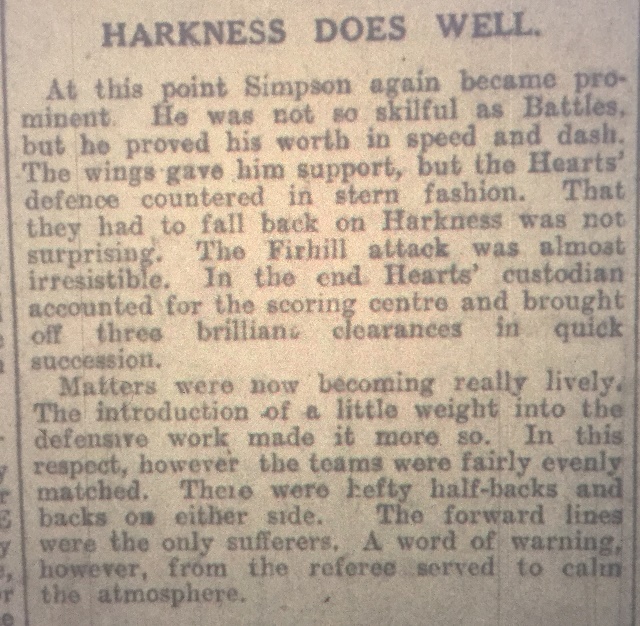 HARKNESS DOES WELL.
At this point Simpson again became pro-
minent. He was not so skilful as Battles,
but he proved his worth in speed and dash.
The wings gave him support, but the Hearts'
defence countered in stern fashion. That
they had to fall back on Harkness was not
surprising. The Firhill attack was almost
irresistible. In the end Hearts' custodian
accounted for the scoring centre and brought
off three brilliant clearances in quick
succession.
Matters were now becoming really lively.
The introduction of a little weight into the
defensive work made it more so. In this
respect, however the teams were fairly evenly
matched. There were hefty half-backs and
backs on either side. The forward lines
were the only sufferers. A word of warning,
however, from the referee served to calm
the atmosphere.